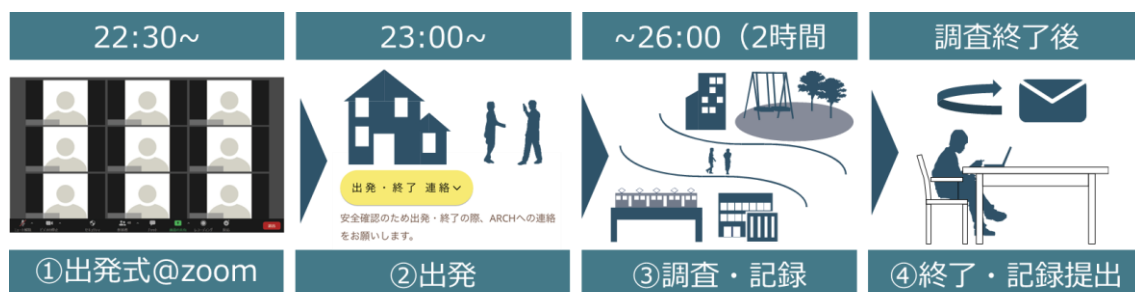 22:30~
23:00~
~26:00（2時間
調査終了後
出発・終了 連絡
安全確認のため出発・終了の際、ARCHへの連絡
をお願いします。
①出発式@zoom
②出発
③調査・記録
④終了・記録提出